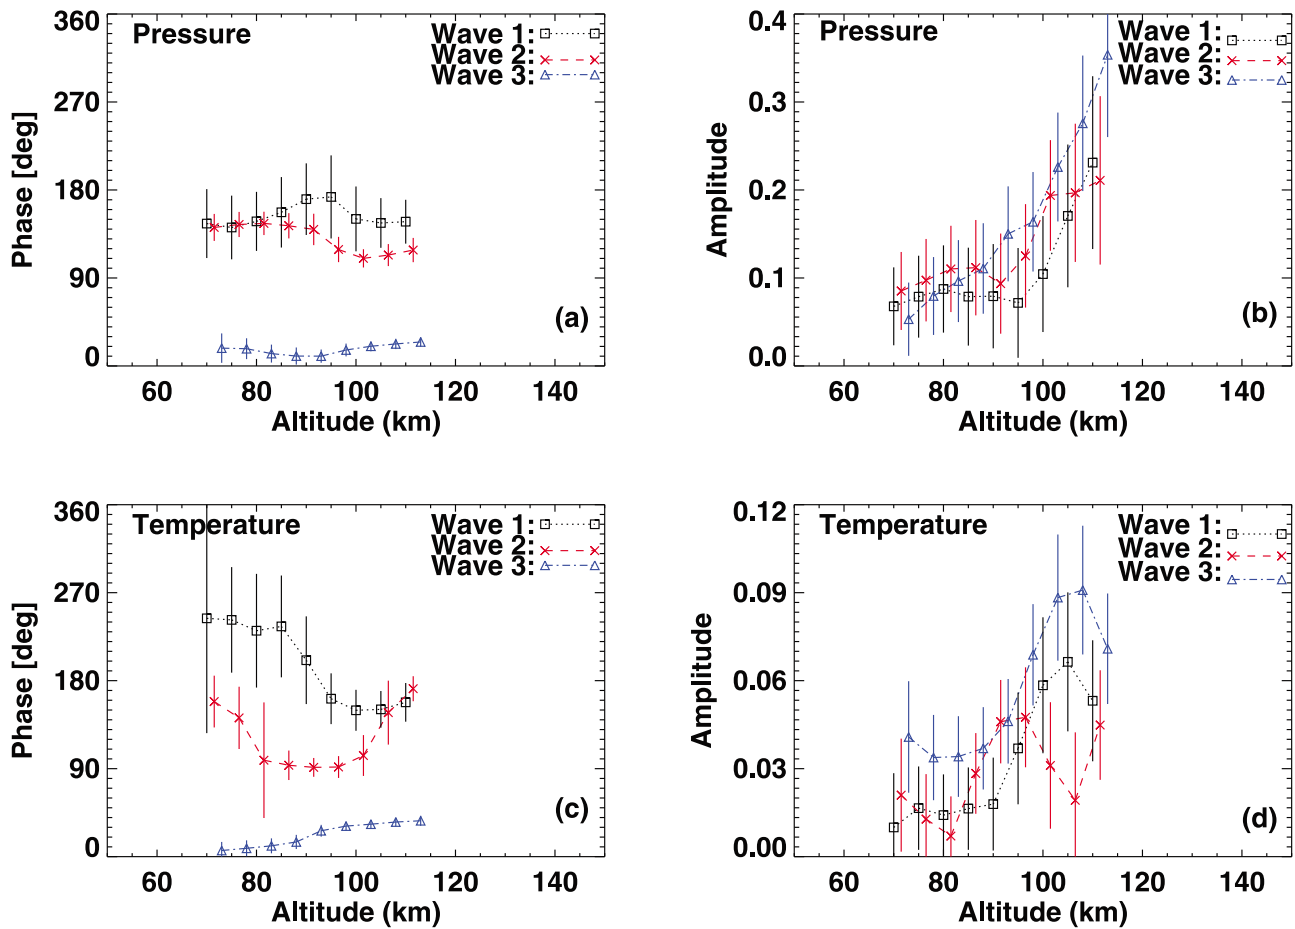 Pressure
Wave 1:
Wave 2:
Wave 3:
360
270
180
90
0
Phase [deg]
(a)
60 80 100 120 140
Altitude (km)
Pressure
Wave 1:
Wave 2:
Wave 3:
0.4
0.3
0.2
0.1
0.0
Amplitude
(b)
60 80 100 120 140
Altitude (km)
Temperature
Wave 1:
Wave 2:
Wave 3:
360
270
180
90
0
Phase [deg]
(c)
60 80 100 120 140
Altitude (km)
Temperature
Wave 1:
Wave 2:
Wave 3:
0.12
0.09
0.06
0.03
0.00
Amplitude
(d)
60 80 100 120 140
Altitude (km)